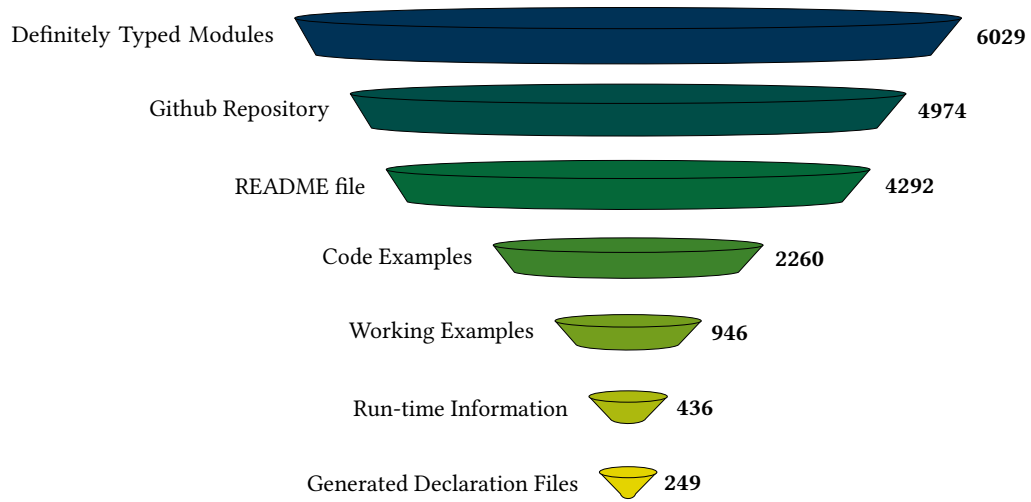 Definitely Typed Modules 6029
Github Repository 4974
README file 4292
Code Examples 2260
Working Examples 946
Run-time Information 436
Generated Declaration Files 249